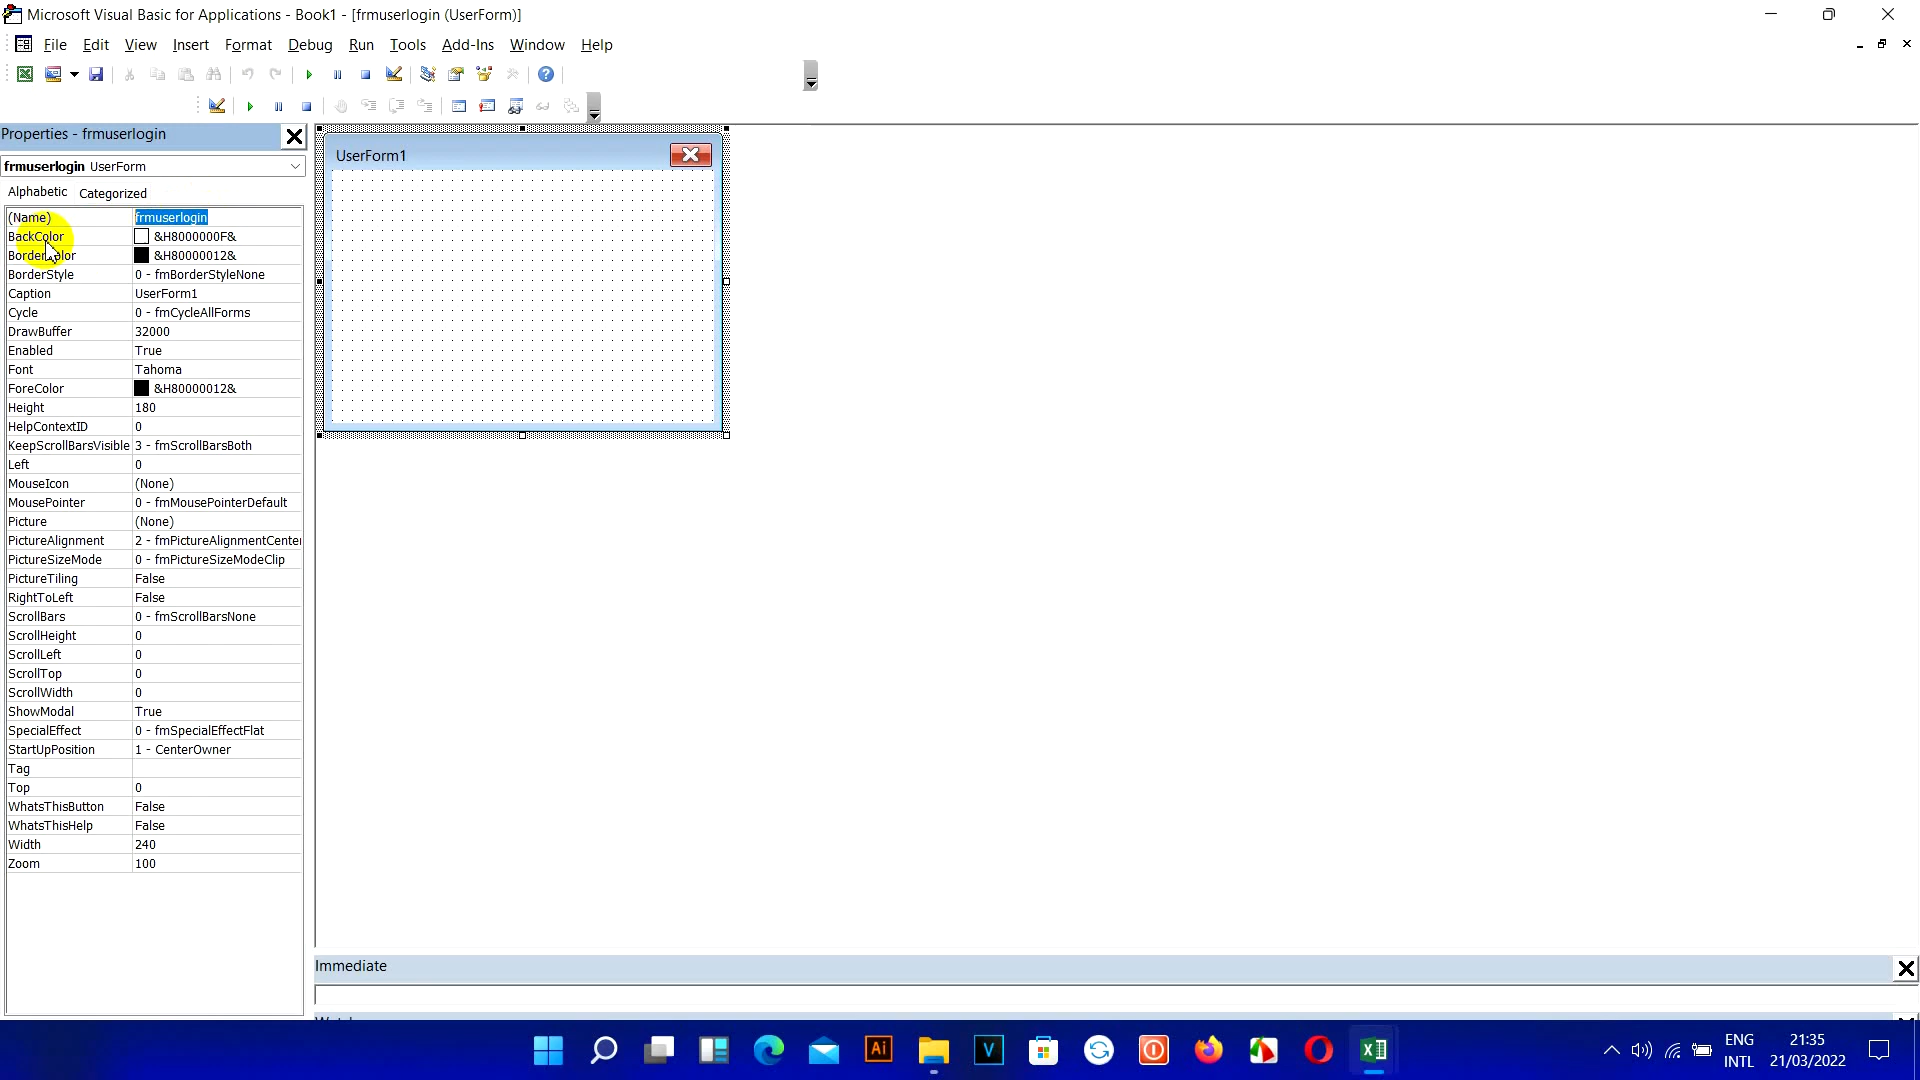 Microsoft Visual Basic for Applications - Book1 - [frmuserlogin (UserForm)]
File Edit View Insert Format Debug Run Tools Add-Ins Window Help
Properties - frmuserlogin
frmuserlogin UserForm
Alphabetic Categorized
(Name) frmuserlogin
BackColor &H8000000F&
BorderColor &H80000012&
BorderStyle 0 - fmBorderStyleNone
Caption UserForm1
Cycle 0 - fmCycleAllForms
DrawBuffer 32000
Enabled True
Font Tahoma
ForeColor &H80000012&
Height 180
HelpContextID 0
KeepScrollBarsVisible 3 - fmScrollBarsBoth
Left 0
MouseIcon (None)
MousePointer 0 - fmMousePointerDefault
Picture (None)
PictureAlignment 2 - fmPictureAlignmentCenter
PictureSizeMode 0 - fmPictureSizeModeClip
PictureTiling False
RightToLeft False
ScrollBars 0 - fmScrollBarsNone
ScrollHeight 0
ScrollLeft 0
ScrollTop 0
ScrollWidth 0
ShowModal True
SpecialEffect 0 - fmSpecialEffectFlat
StartUpPosition 1 - CenterOwner
Tag
Top 0
WhatsThisButton False
WhatsThisHelp False
Width 240
Zoom 100
UserForm1
Immediate
Ai
V
ENG
INTL
21:35
21/03/2022